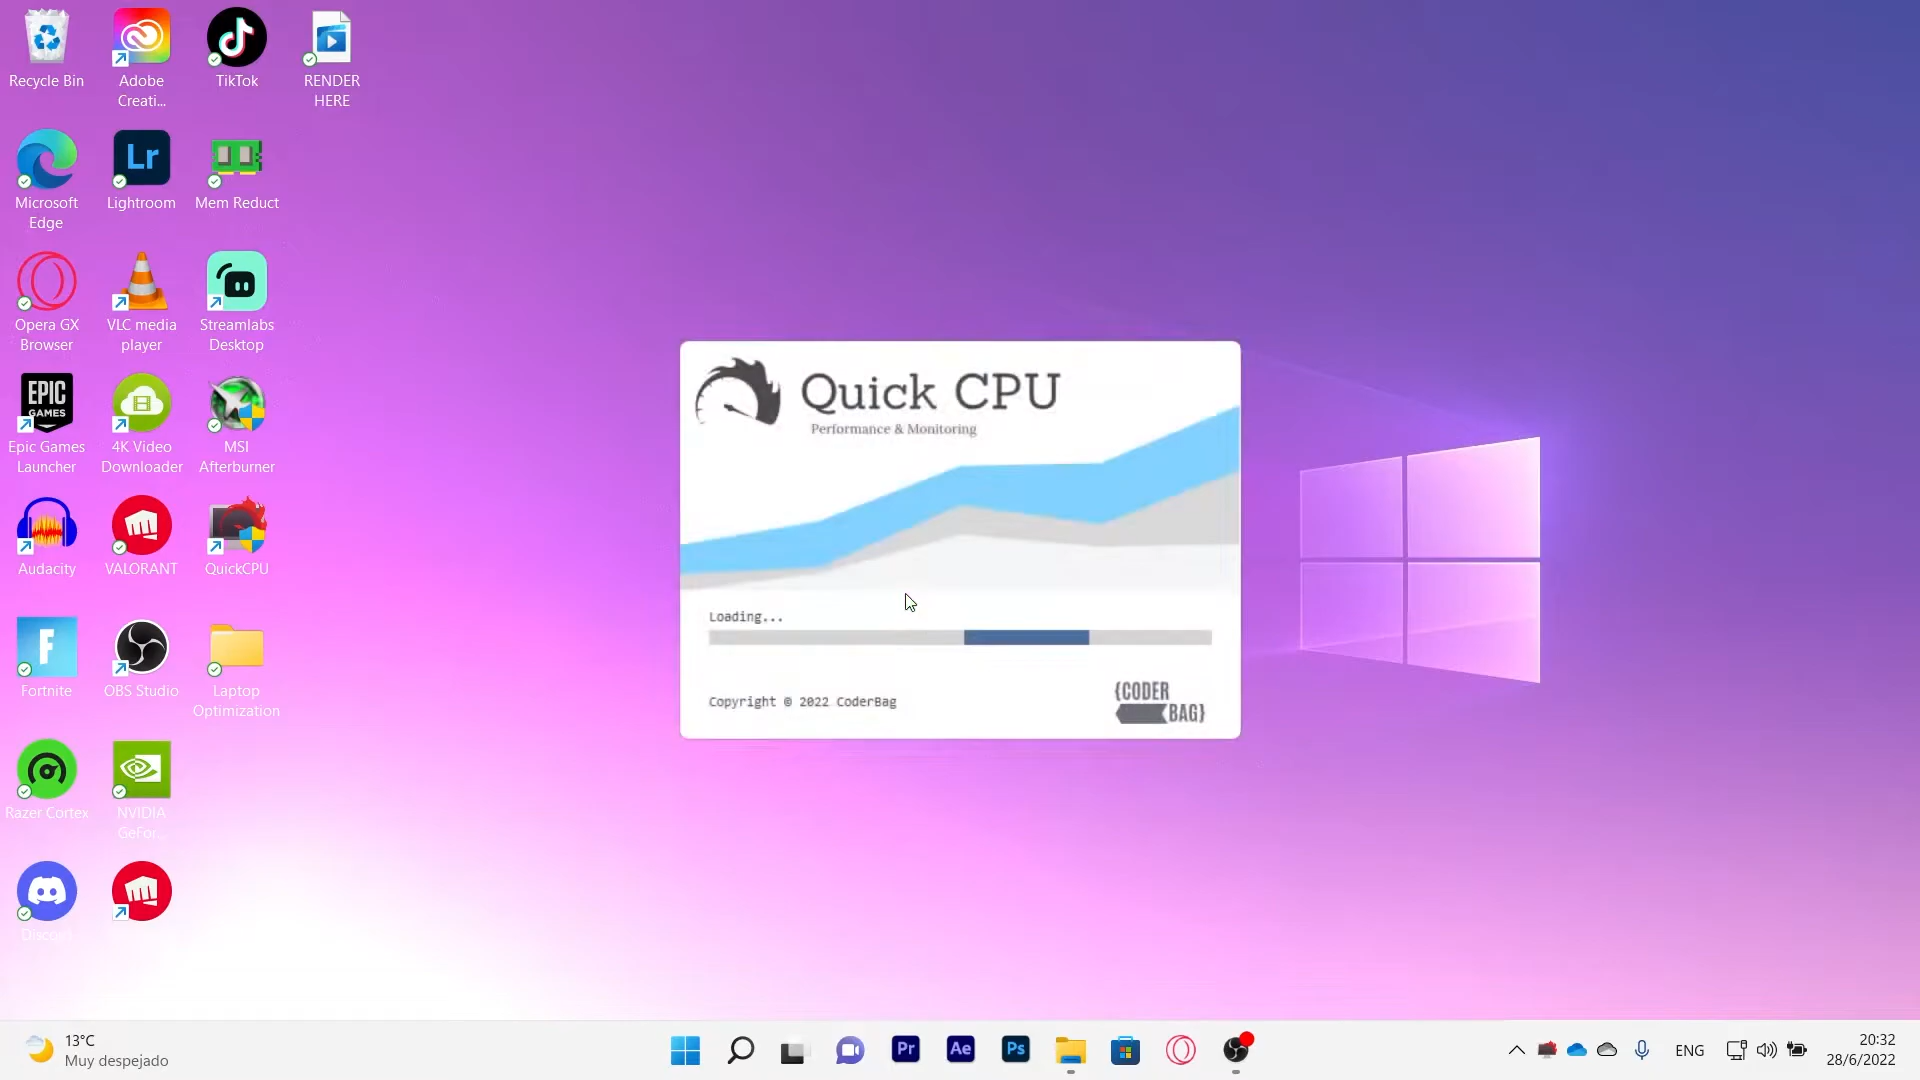 Recycle Bin
Adobe
Creati...
TikTok
RENDER
HERE
Microsoft
Edge
Lr
Lightroom
Mem Reduct
Opera GX
Browser
VLC media
player
Streamlabs
Desktop
EPIC
GAMES
Epic Games
Launcher
4K Video
Downloader
MSI
Afterburner
Audacity
VALORANT
QuickCPU
F
Fortnite
OBS Studio
Laptop
Optimization
Razer Cortex
NVIDIA
GeFor...
Discord
Quick CPU
Performance & Monitoring
Loading...
Copyright © 2022 CoderBag
{CODER
BAG}
13°C
Muy despejado
Pr
Ae
Ps
ENG
20:32
28/6/2022